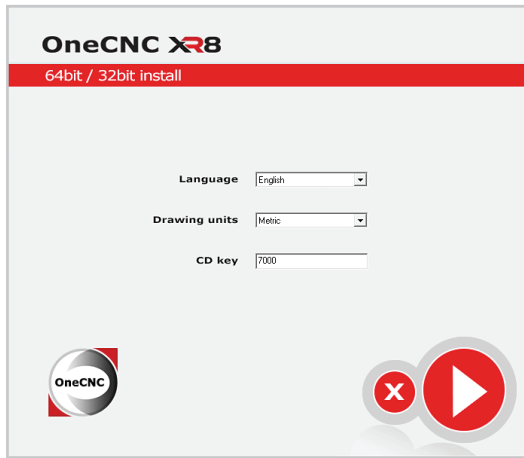 OneCNC XR8
64bit / 32bit install
Language English
Drawing units Metric
CD key 7000
OneCNC
X